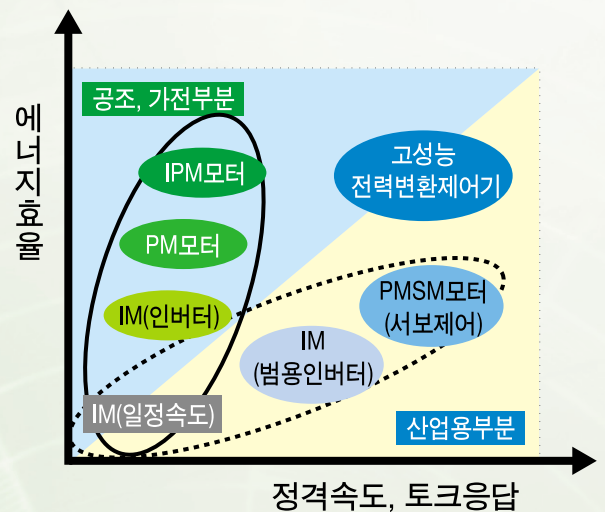 에너지효율
공조, 가전부분
IPM모터
PM모터
IM(인버터)
IM(일정속도)
고성능
전력변환제어기
PMSM모터
(서보제어)
IM
(범용인버터)
산업용부분
정격속도, 토크응답